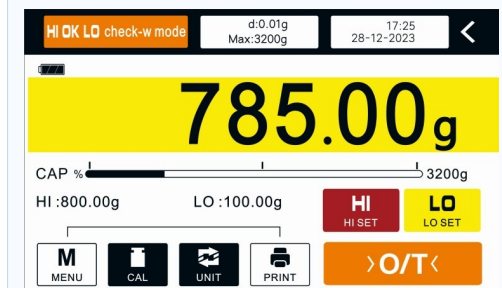 HI OK LO check-w mode
d:0.01g
Max:3200g
17:25
28-12-2023
785.00g
CAP %
3200g
HI :800.00g
LO :100.00g
HI
HI SET
LO
LO SET
M
MENU
CAL
UNIT
PRINT
>O/T<